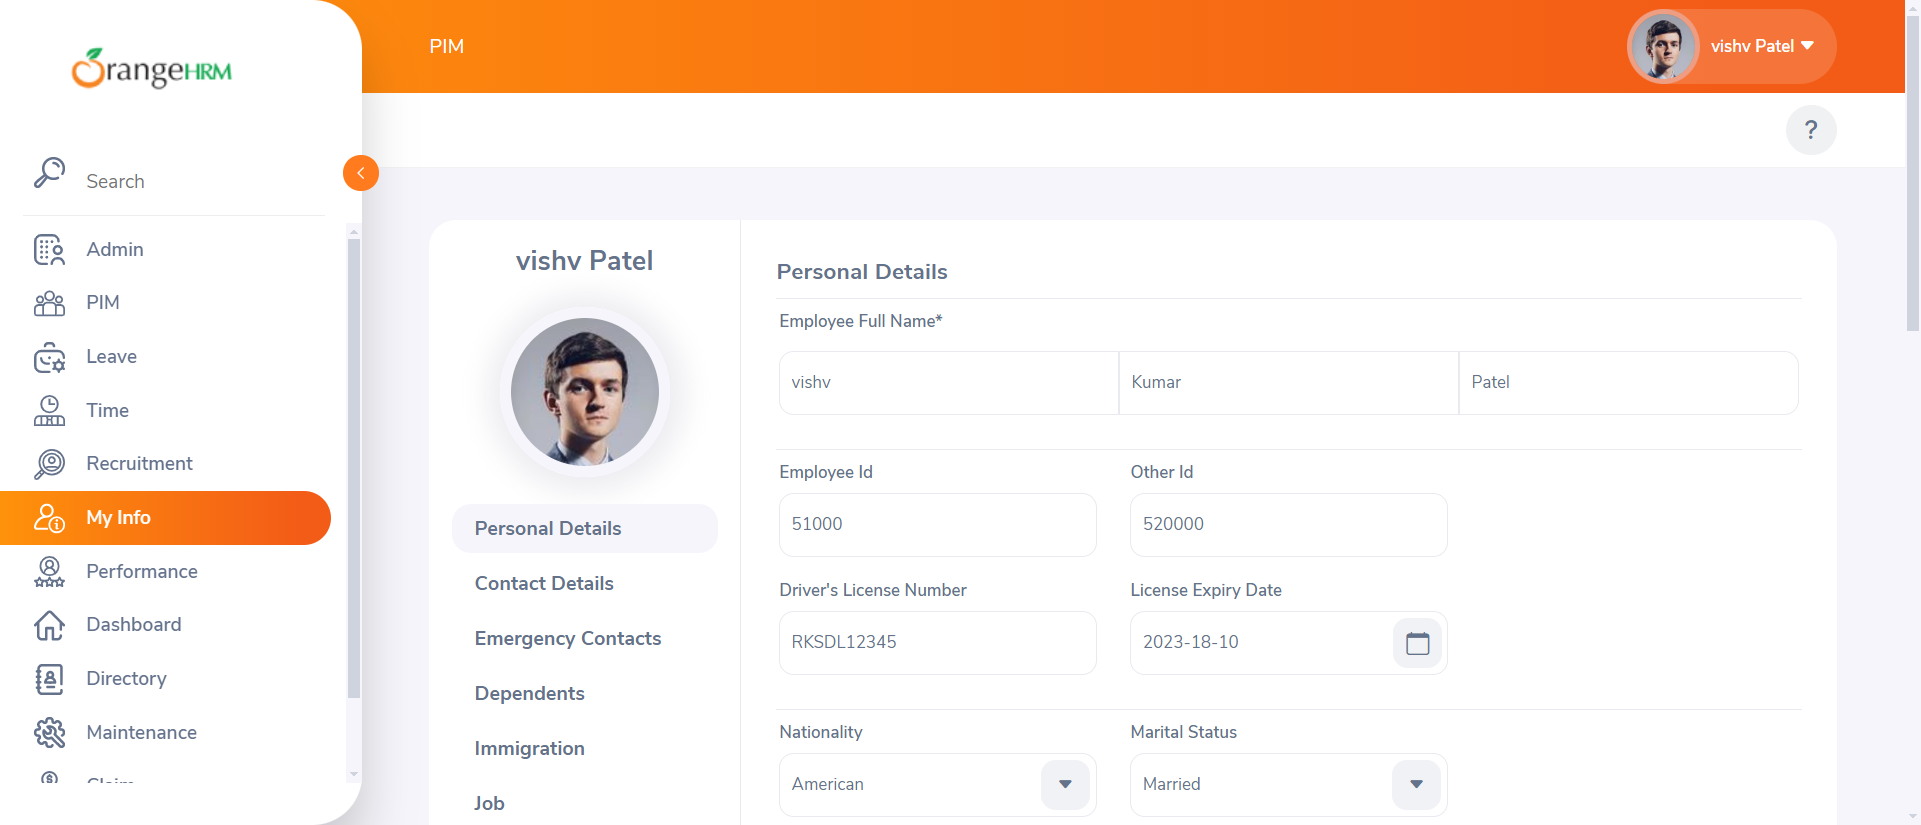 OrangeHRM
PIM
vishv Patel
?
Search
Admin
PIM
Leave
Time
Recruitment
My Info
Performance
Dashboard
Directory
Maintenance
Claim
vishv Patel
Personal Details
Contact Details
Emergency Contacts
Dependents
Immigration
Job
Personal Details
Employee Full Name*
vishv Kumar Patel
Employee Id Other Id
51000 520000
Driver's License Number License Expiry Date
RKSDL12345 2023-18-10
Nationality Marital Status
American Married